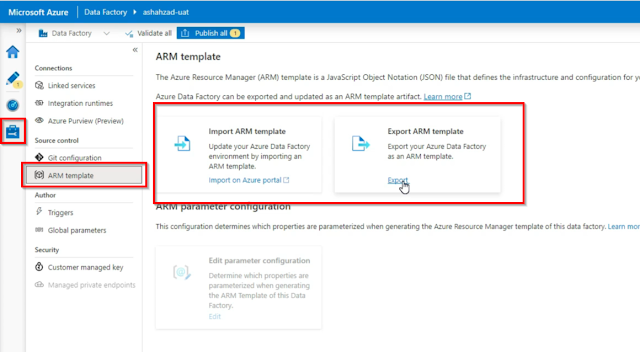 Microsoft Azure Data Factory ashahzad-uat
Data Factory Validate all Publish all 1
Connections
Linked services
Integration runtimes
Azure Purview (Preview)
Source control
Git configuration
ARM template
Author
Triggers
Global parameters
Security
Customer managed key
Managed private endpoints
1
ARM template
The Azure Resource Manager (ARM) template is a JavaScript Object Notation (JSON) file that defines the infrastructure and configuration for
Azure Data Factory can be exported and updated as an ARM template artifact. Learn more
Import ARM template
Update your Azure Data Factory
environment by importing an
ARM template.
Import on Azure portal
Export ARM template
Export your Azure Data Factory
as an ARM template.
Export
ARM parameter configuration
This configuration determines which properties are parameterized when generating the Azure Resource Manager template of this data factory. Learn
Edit parameter configuration
Determine which properties are
parameterized when generating
the ARM Template of this Data
Factory.
Edit